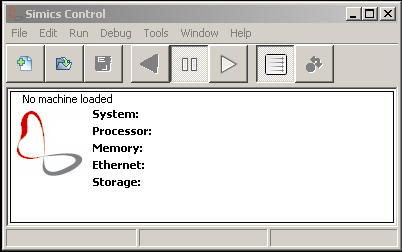 Simics Control
File Edit Run Debug Tools Window Help
No machine loaded
System:
Processor:
Memory:
Ethernet:
Storage: